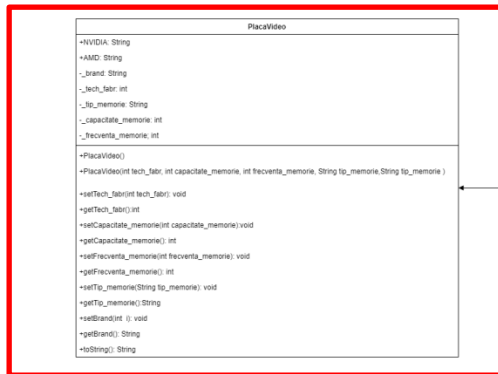 PlacaVideo
+NVIDIA: String
+AMD: String
-_brand: String
-_tech_fabr: int
-_tip_memorie: String
-_capacitate_memorie: int
-_frecventa_memorie; int
+PlacaVideo()
+PlacaVideo(int tech_fabr, int capacitate_memorie, int frecventa_memorie, String tip_memorie,String tip_memorie )
+setTech_fabr(int tech_fabr): void
+getTech_fabr():int
+setCapacitate_memorie(int capacitate_memorie):void
+getCapacitate_memorie(): int
+setFrecventa_memorie(int frecventa_memorie): void
+getFrecventa_memorie(): int
+setTip_memorie(String tip_memorie): void
+getTip_memorie():String
+setBrand(int i): void
+getBrand(): String
+toString(): String